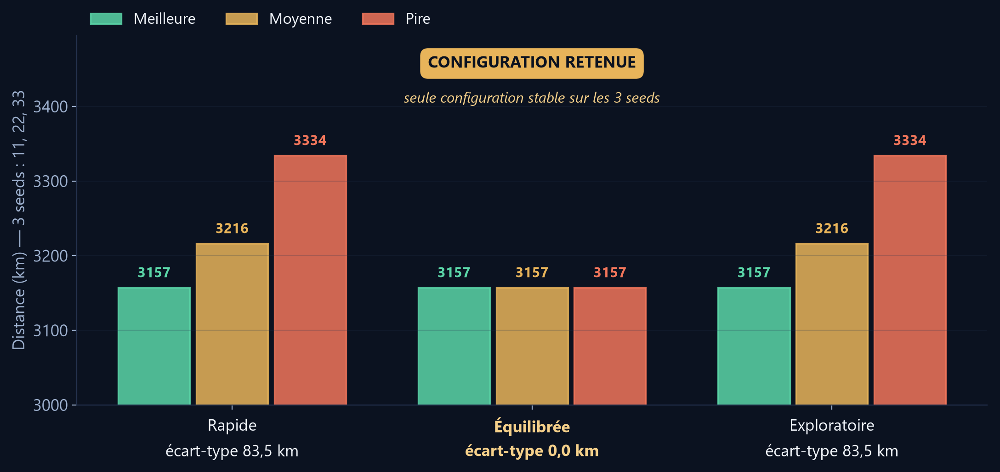 Meilleure Moyenne Pire
CONFIGURATION RETENUE
seule configuration stable sur les 3 seeds
Distance (km) — 3 seeds : 11, 22, 33
3400
3300
3200
3100
3000
3157
3216
3334
3157
3157
3157
3157
3216
3334
Rapide
écart-type 83,5 km
Équilibrée
écart-type 0,0 km
Exploratoire
écart-type 83,5 km